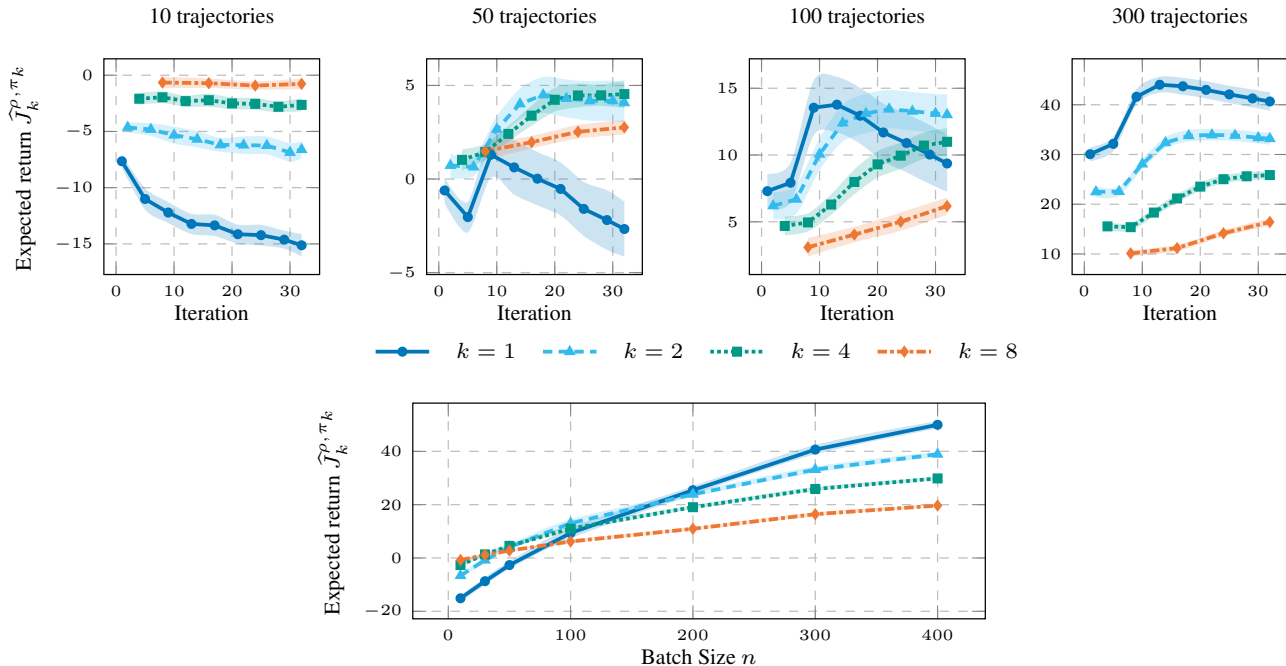 10 trajectories
50 trajectories
100 trajectories
300 trajectories
Expected return Ĵ_k^{ρ,π_k}
0
−5
−10
−15
0 10 20 30
Iteration
5
0
−5
0 10 20 30
Iteration
15
10
5
0 10 20 30
Iteration
40
30
20
10
0 10 20 30
Iteration
k = 1 k = 2 k = 4 k = 8
Expected return Ĵ_k^{ρ,π_k}
40
20
0
−20
0 100 200 300 400
Batch Size n